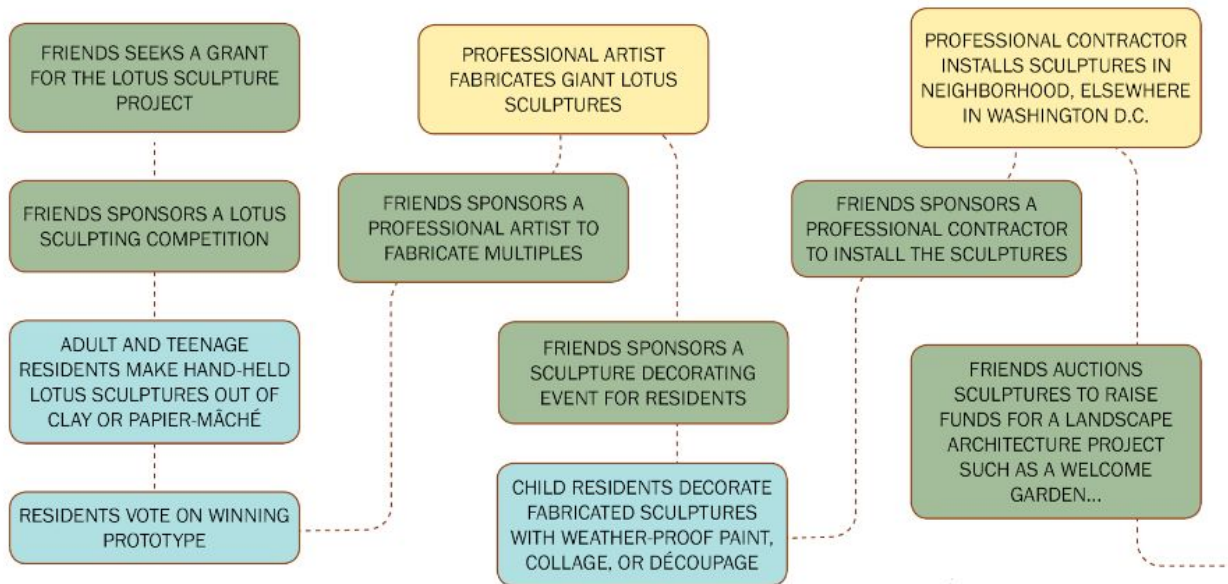 FRIENDS SEEKS A GRANT
FOR THE LOTUS SCULPTURE
PROJECT
FRIENDS SPONSORS A LOTUS
SCULPTING COMPETITION
ADULT AND TEENAGE
RESIDENTS MAKE HAND-HELD
LOTUS SCULPTURES OUT OF
CLAY OR PAPIER-MÂCHÉ
RESIDENTS VOTE ON WINNING
PROTOTYPE
FRIENDS SPONSORS A
PROFESSIONAL ARTIST TO
FABRICATE MULTIPLES
PROFESSIONAL ARTIST
FABRICATES GIANT LOTUS
SCULPTURES
FRIENDS SPONSORS A
SCULPTURE DECORATING
EVENT FOR RESIDENTS
CHILD RESIDENTS DECORATE
FABRICATED SCULPTURES
WITH WEATHER-PROOF PAINT,
COLLAGE, OR DÉCOUPAGE
FRIENDS SPONSORS A
PROFESSIONAL CONTRACTOR
TO INSTALL THE SCULPTURES
PROFESSIONAL CONTRACTOR
INSTALLS SCULPTURES IN
NEIGHBORHOOD, ELSEWHERE
IN WASHINGTON D.C.
FRIENDS AUCTIONS
SCULPTURES TO RAISE
FUNDS FOR A LANDSCAPE
ARCHITECTURE PROJECT
SUCH AS A WELCOME
GARDEN...